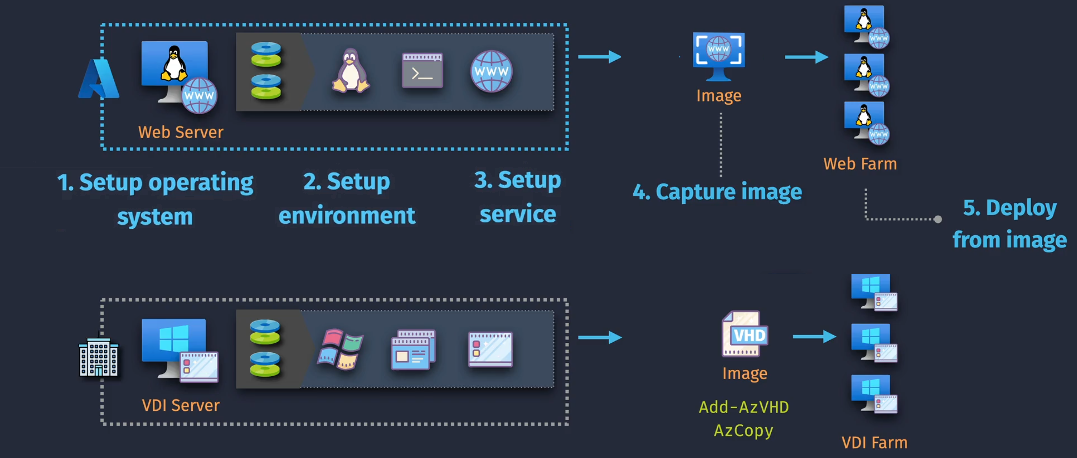 WWW
WWW
WWW
WWW
WWW
WWW
Web Server
Image
Web Farm
1. Setup operating
system
2. Setup
environment
3. Setup
service
4. Capture image
5. Deploy
from image
VHD
VDI Server
Image
Add-AzVHD
AzCopy
VDI Farm